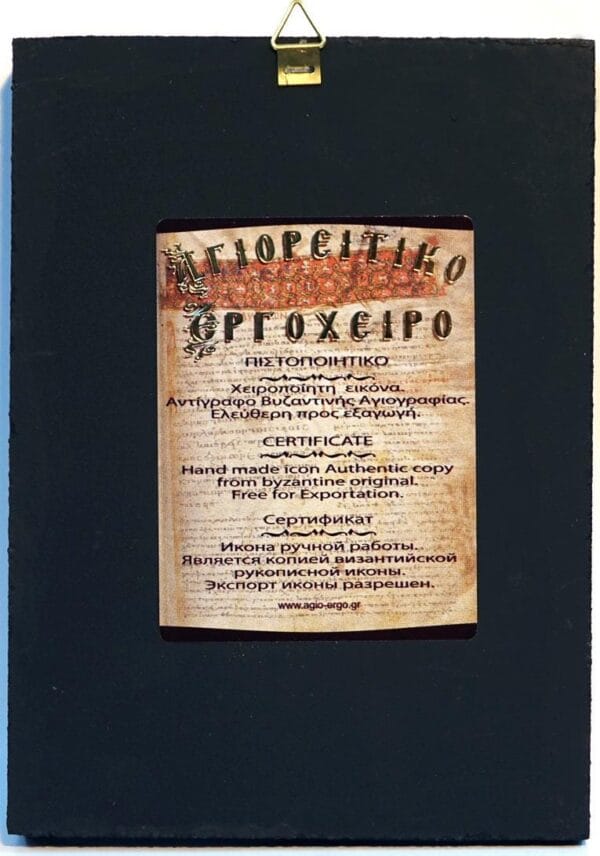 ΑΓΙΟΡΕΙΤΙΚΟ
ΕΡΓΟΧΕΙΡΟ
ΠΙΣΤΟΠΟΙΗΤΙΚΟ
Χειροποίητη εικόνα.
Αντίγραφο Βυζαντινής Αγιογραφίας.
Ελεύθερη προς εξαγωγή.
CERTIFICATE
Hand made icon Authentic copy
from byzantine original.
Free for Exportation.
Сертификат
Икона ручной работы.
Является копией византийской
рукописной иконы.
Экспорт иконы разрешен.
www.agio-ergo.gr